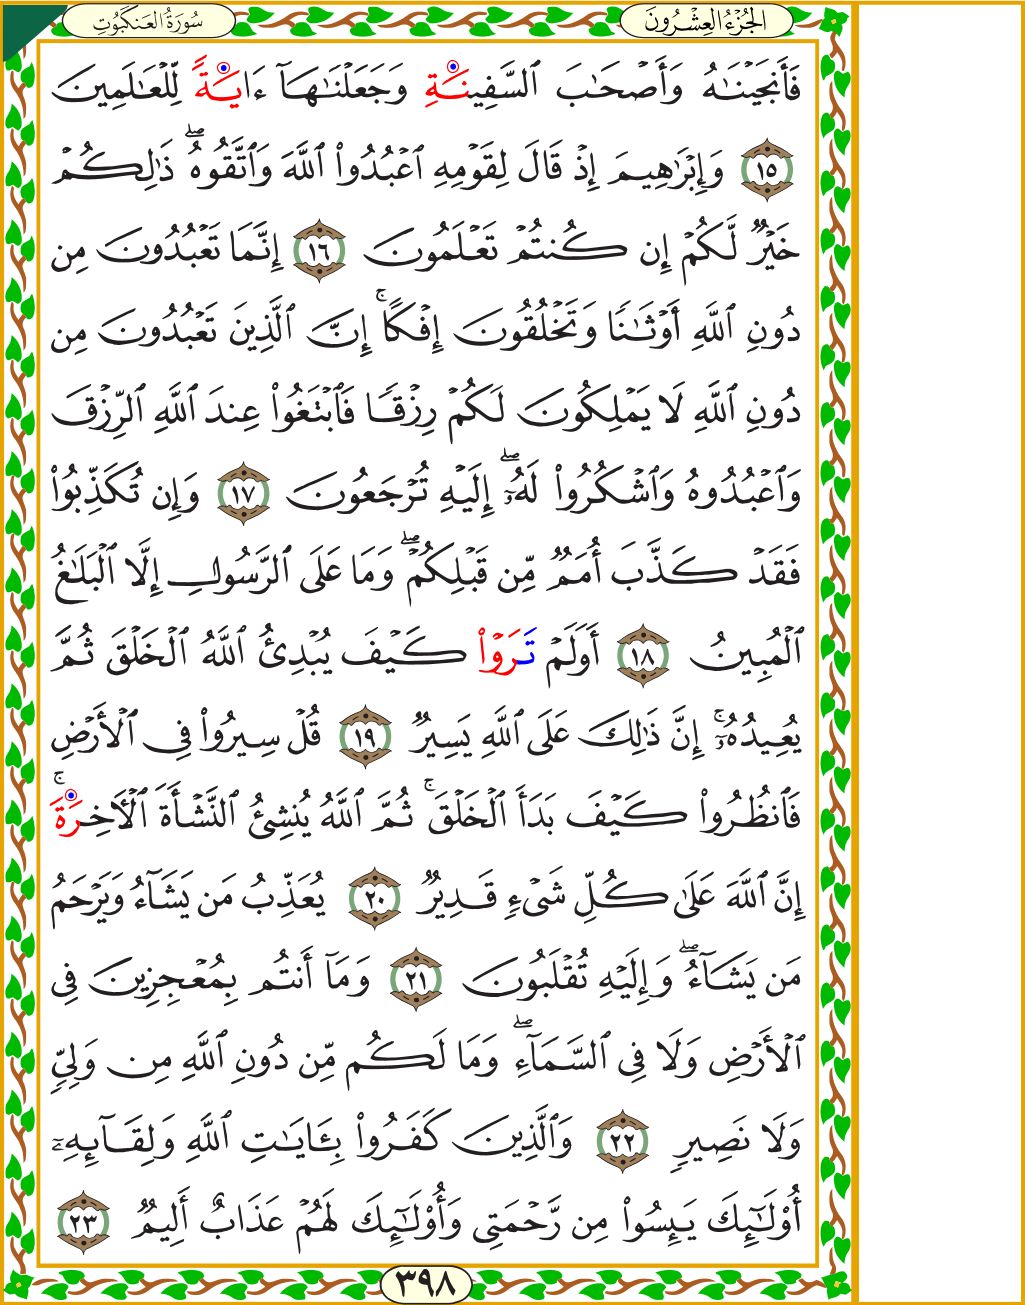 الجُزْءُ العِشْرُونَ
سُورَةُ العَنكَبُوتِ
فَأَنجَيْنَٰهُ وَأَصْحَٰبَ ٱلسَّفِينَةِ وَجَعَلْنَٰهَآ ءَايَةً لِّلْعَٰلَمِينَ
١٥ وَإِبْرَٰهِيمَ إِذْ قَالَ لِقَوْمِهِ ٱعْبُدُوا۟ ٱللَّهَ وَٱتَّقُوهُ ۖ ذَٰلِكُمْ
خَيْرٌ لَّكُمْ إِن كُنتُمْ تَعْلَمُونَ ١٦ إِنَّمَا تَعْبُدُونَ مِن
دُونِ ٱللَّهِ أَوْثَٰنًا وَتَخْلُقُونَ إِفْكًا ۚ إِنَّ ٱلَّذِينَ تَعْبُدُونَ مِن
دُونِ ٱللَّهِ لَا يَمْلِكُونَ لَكُمْ رِزْقًا فَٱبْتَغُوا۟ عِندَ ٱللَّهِ ٱلرِّزْقَ
وَٱعْبُدُوهُ وَٱشْكُرُوا۟ لَهُۥٓ ۖ إِلَيْهِ تُرْجَعُونَ ١٧ وَإِن تُكَذِّبُوا۟
فَقَدْ كَذَّبَ أُمَمٌ مِّن قَبْلِكُمْ ۖ وَمَا عَلَى ٱلرَّسُولِ إِلَّا ٱلْبَلَٰغُ
ٱلْمُبِينُ ١٨ أَوَلَمْ تَرَوْا۟ كَيْفَ يُبْدِئُ ٱللَّهُ ٱلْخَلْقَ ثُمَّ
يُعِيدُهُۥٓ ۚ إِنَّ ذَٰلِكَ عَلَى ٱللَّهِ يَسِيرٌ ١٩ قُلْ سِيرُوا۟ فِى ٱلْأَرْضِ
فَٱنظُرُوا۟ كَيْفَ بَدَأَ ٱلْخَلْقَ ۚ ثُمَّ ٱللَّهُ يُنشِئُ ٱلنَّشْأَةَ ٱلْءَاخِرَةَ ۚ
إِنَّ ٱللَّهَ عَلَىٰ كُلِّ شَىْءٍ قَدِيرٌ ٢٠ يُعَذِّبُ مَن يَشَآءُ وَيَرْحَمُ
مَن يَشَآءُ ۖ وَإِلَيْهِ تُقْلَبُونَ ٢١ وَمَآ أَنتُم بِمُعْجِزِينَ فِى
ٱلْأَرْضِ وَلَا فِى ٱلسَّمَآءِ ۖ وَمَا لَكُم مِّن دُونِ ٱللَّهِ مِن وَلِىٍّ
وَلَا نَصِيرٍ ٢٢ وَٱلَّذِينَ كَفَرُوا۟ بِـَٔايَٰتِ ٱللَّهِ وَلِقَآئِهِۦٓ
أُو۟لَٰٓئِكَ يَئِسُوا۟ مِن رَّحْمَتِى وَأُو۟لَٰٓئِكَ لَهُمْ عَذَابٌ أَلِيمٌ ٢٣
٣٩٨